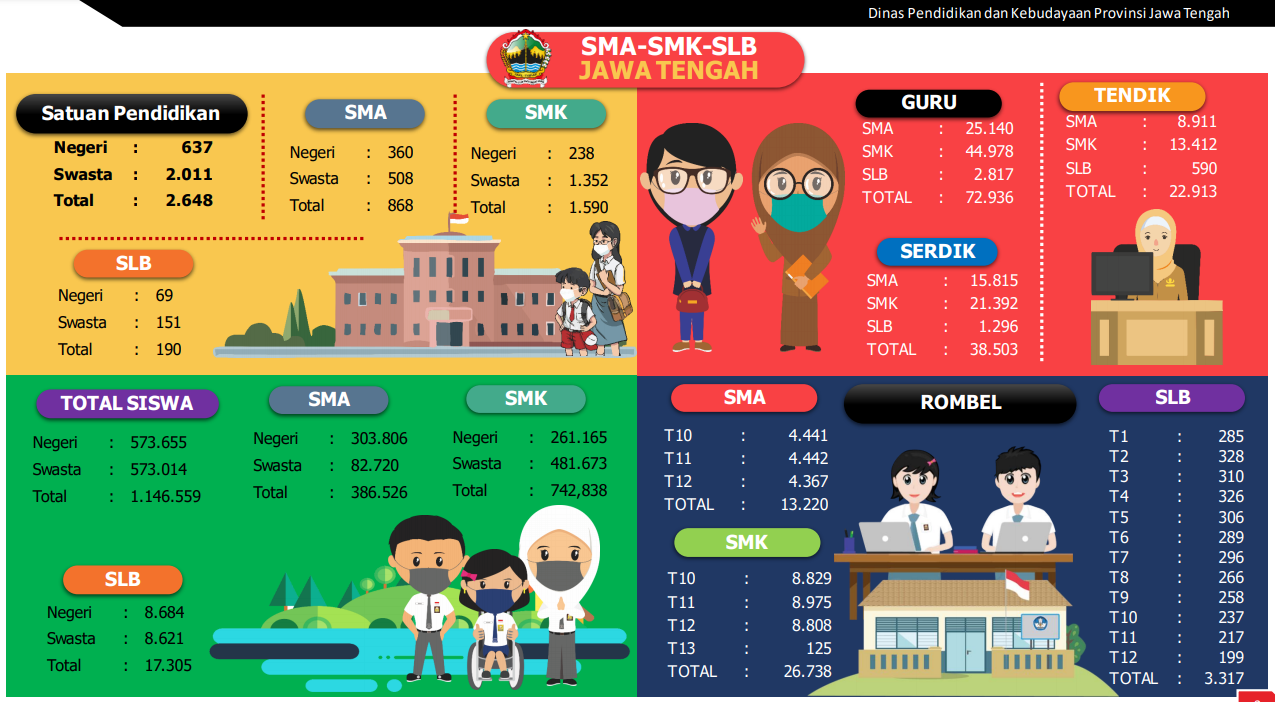 Dinas Pendidikan dan Kebudayaan Provinsi Jawa Tengah
SMA-SMK-SLB
JAWA TENGAH
Satuan Pendidikan
Negeri : 637
Swasta : 2.011
Total : 2.648
SMA
Negeri : 360
Swasta : 508
Total : 868
SMK
Negeri : 238
Swasta : 1.352
Total : 1.590
SLB
Negeri : 69
Swasta : 151
Total : 190
GURU
SMA : 25.140
SMK : 44.978
SLB : 2.817
TOTAL : 72.936
SERDIK
SMA : 15.815
SMK : 21.392
SLB : 1.296
TOTAL : 38.503
TENDIK
SMA : 8.911
SMK : 13.412
SLB : 590
TOTAL : 22.913
TOTAL SISWA
Negeri : 573.655
Swasta : 573.014
Total : 1.146.559
SMA
Negeri : 303.806
Swasta : 82.720
Total : 386.526
SMK
Negeri : 261.165
Swasta : 481.673
Total : 742,838
SLB
Negeri : 8.684
Swasta : 8.621
Total : 17.305
ROMBEL
SMA
T10 : 4.441
T11 : 4.442
T12 : 4.367
TOTAL : 13.220
SMK
T10 : 8.829
T11 : 8.975
T12 : 8.808
T13 : 125
TOTAL : 26.738
SLB
T1 : 285
T2 : 328
T3 : 310
T4 : 326
T5 : 306
T6 : 289
T7 : 296
T8 : 266
T9 : 258
T10 : 237
T11 : 217
T12 : 199
TOTAL : 3.317